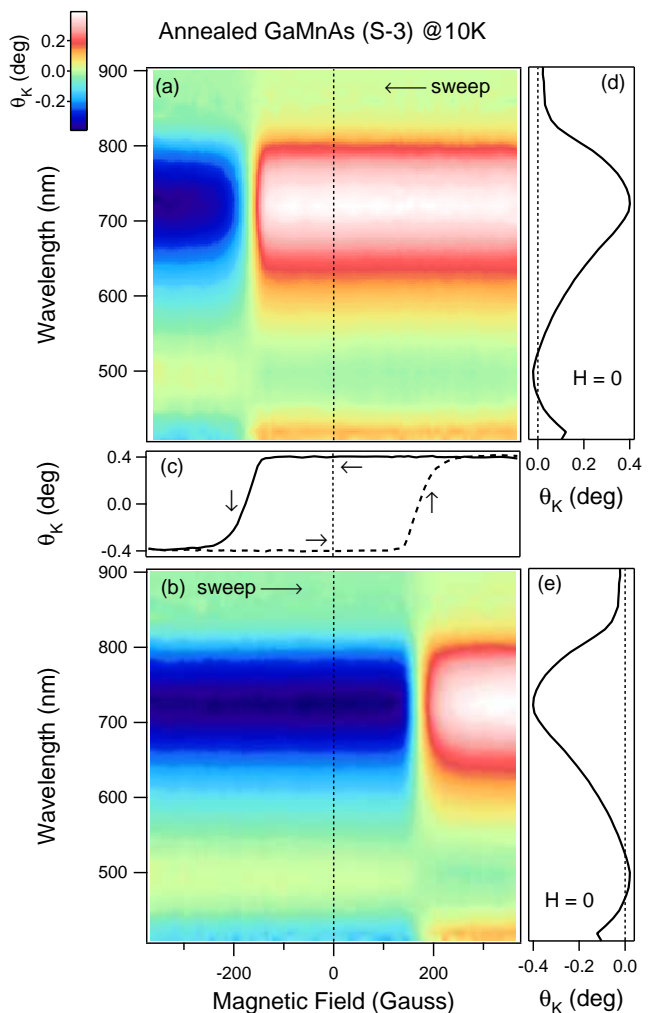 Annealed GaMnAs (S-3) @10K
θK (deg)
0.2
0.0
-0.2
(a)
← sweep
Wavelength (nm)
900
800
700
600
500
(d)
H = 0
0.0 0.4
θK (deg)
(c)
θK (deg)
0.4
0.0
-0.4
(b) sweep →
Wavelength (nm)
900
800
700
600
500
-200 0 200
Magnetic Field (Gauss)
(e)
H = 0
-0.4 -0.2 0.0
θK (deg)